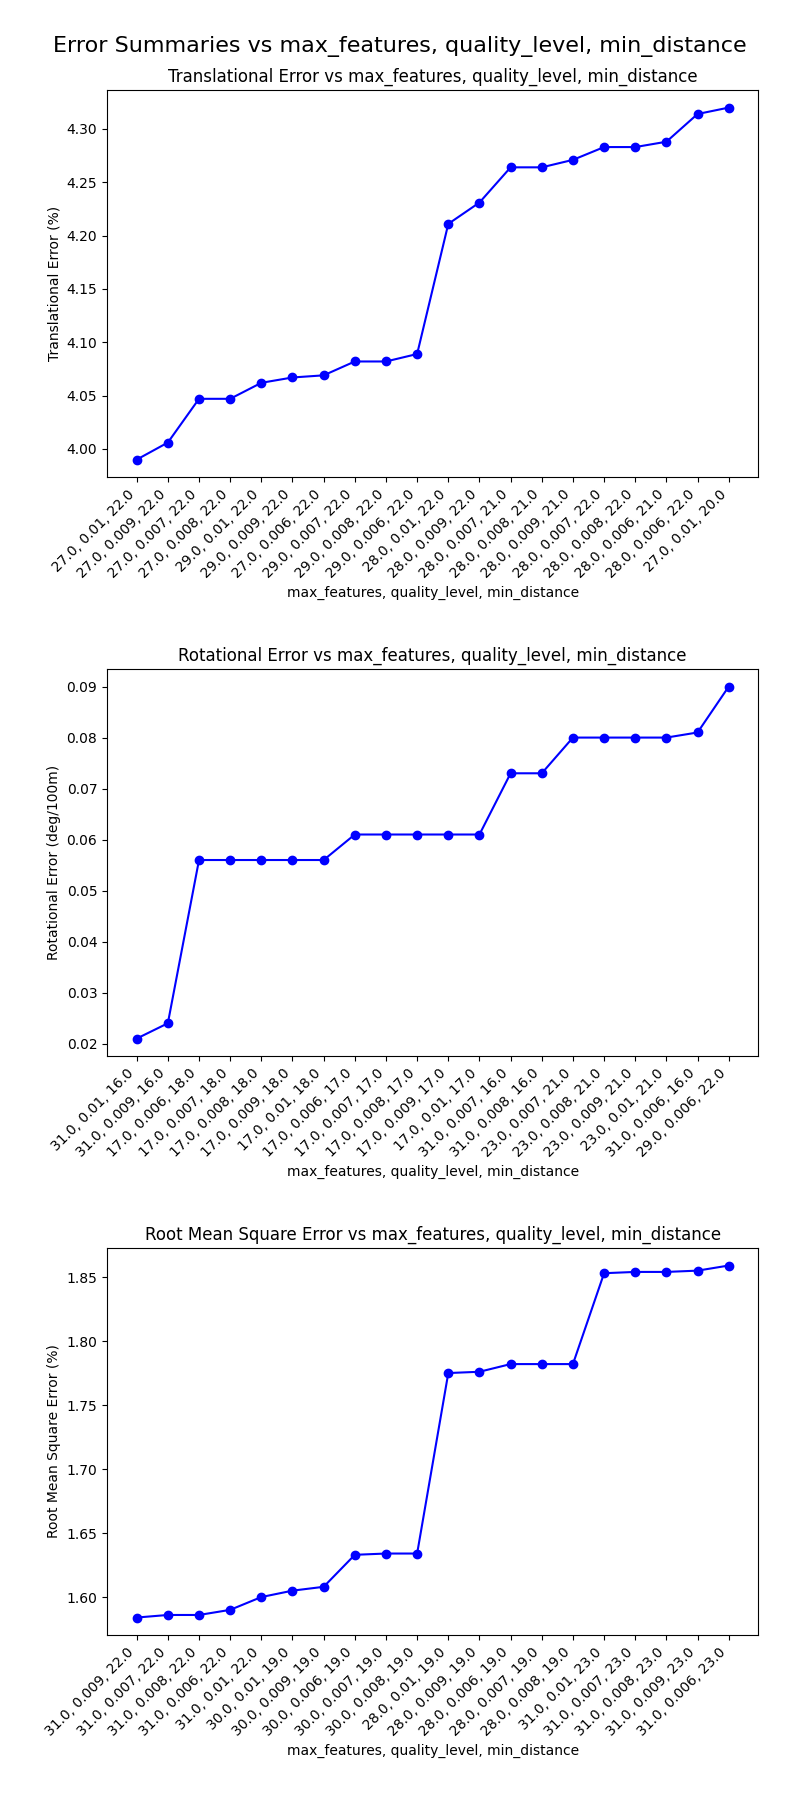 Error Summaries vs max_features, quality_level, min_distance
Translational Error vs max_features, quality_level, min_distance
Translational Error (%)
4.30
4.25
4.20
4.15
4.10
4.05
4.00
27.0, 0.01, 22.0
27.0, 0.009, 22.0
27.0, 0.007, 22.0
27.0, 0.008, 22.0
29.0, 0.01, 22.0
29.0, 0.009, 22.0
27.0, 0.006, 22.0
29.0, 0.007, 22.0
29.0, 0.008, 22.0
29.0, 0.006, 22.0
28.0, 0.01, 22.0
28.0, 0.009, 22.0
28.0, 0.007, 21.0
28.0, 0.008, 21.0
28.0, 0.009, 21.0
28.0, 0.007, 22.0
28.0, 0.008, 22.0
28.0, 0.006, 21.0
28.0, 0.006, 22.0
27.0, 0.01, 20.0
max_features, quality_level, min_distance
Rotational Error vs max_features, quality_level, min_distance
Rotational Error (deg/100m)
0.09
0.08
0.07
0.06
0.05
0.04
0.03
0.02
31.0, 0.01, 16.0
31.0, 0.009, 16.0
17.0, 0.006, 18.0
17.0, 0.007, 18.0
17.0, 0.008, 18.0
17.0, 0.009, 18.0
17.0, 0.01, 18.0
17.0, 0.006, 17.0
17.0, 0.007, 17.0
17.0, 0.008, 17.0
17.0, 0.009, 17.0
17.0, 0.01, 17.0
31.0, 0.007, 16.0
31.0, 0.008, 16.0
23.0, 0.007, 21.0
23.0, 0.008, 21.0
23.0, 0.009, 21.0
23.0, 0.01, 21.0
31.0, 0.006, 16.0
29.0, 0.006, 22.0
max_features, quality_level, min_distance
Root Mean Square Error vs max_features, quality_level, min_distance
Root Mean Square Error (%)
1.85
1.80
1.75
1.70
1.65
1.60
31.0, 0.009, 22.0
31.0, 0.007, 22.0
31.0, 0.008, 22.0
31.0, 0.006, 22.0
31.0, 0.01, 22.0
30.0, 0.01, 19.0
30.0, 0.009, 19.0
30.0, 0.006, 19.0
30.0, 0.007, 19.0
30.0, 0.008, 19.0
28.0, 0.01, 19.0
28.0, 0.009, 19.0
28.0, 0.006, 19.0
28.0, 0.007, 19.0
28.0, 0.008, 19.0
31.0, 0.01, 23.0
31.0, 0.007, 23.0
31.0, 0.008, 23.0
31.0, 0.009, 23.0
31.0, 0.006, 23.0
max_features, quality_level, min_distance